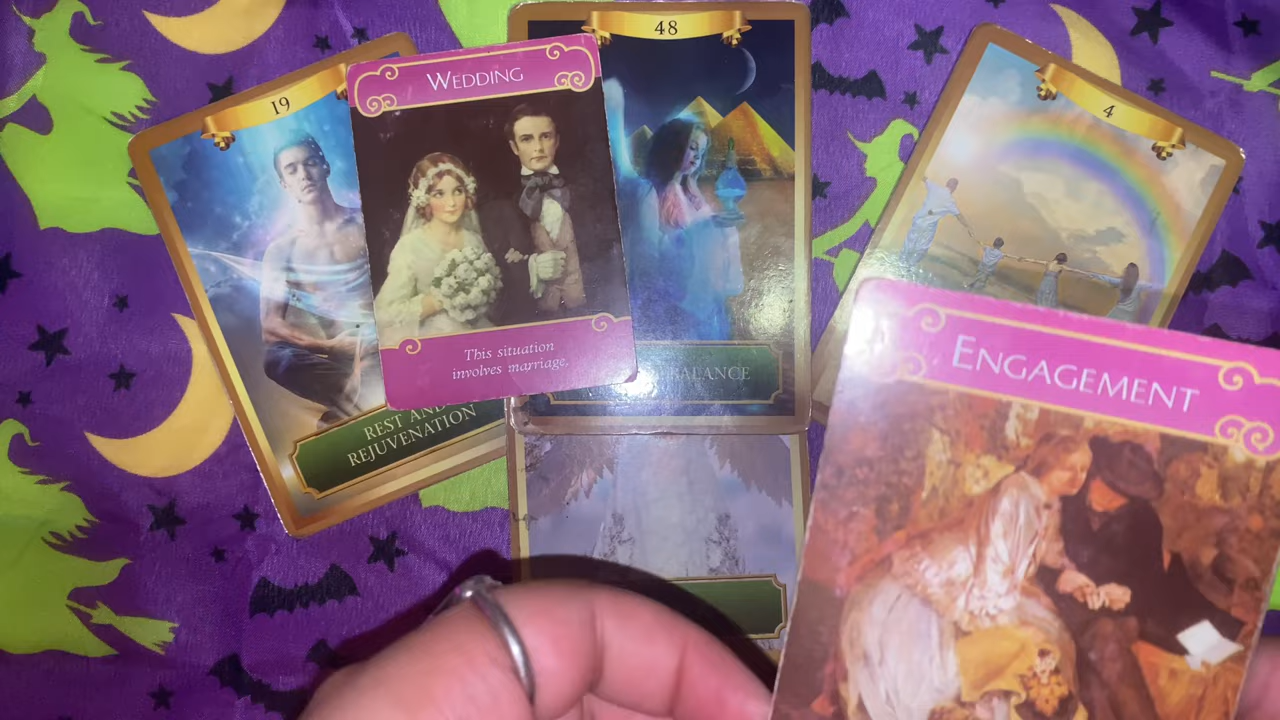 19
REST AND
REJUVENATION
WEDDING
This situation
involves marriage.
48
BALANCE
4
ENGAGEMENT